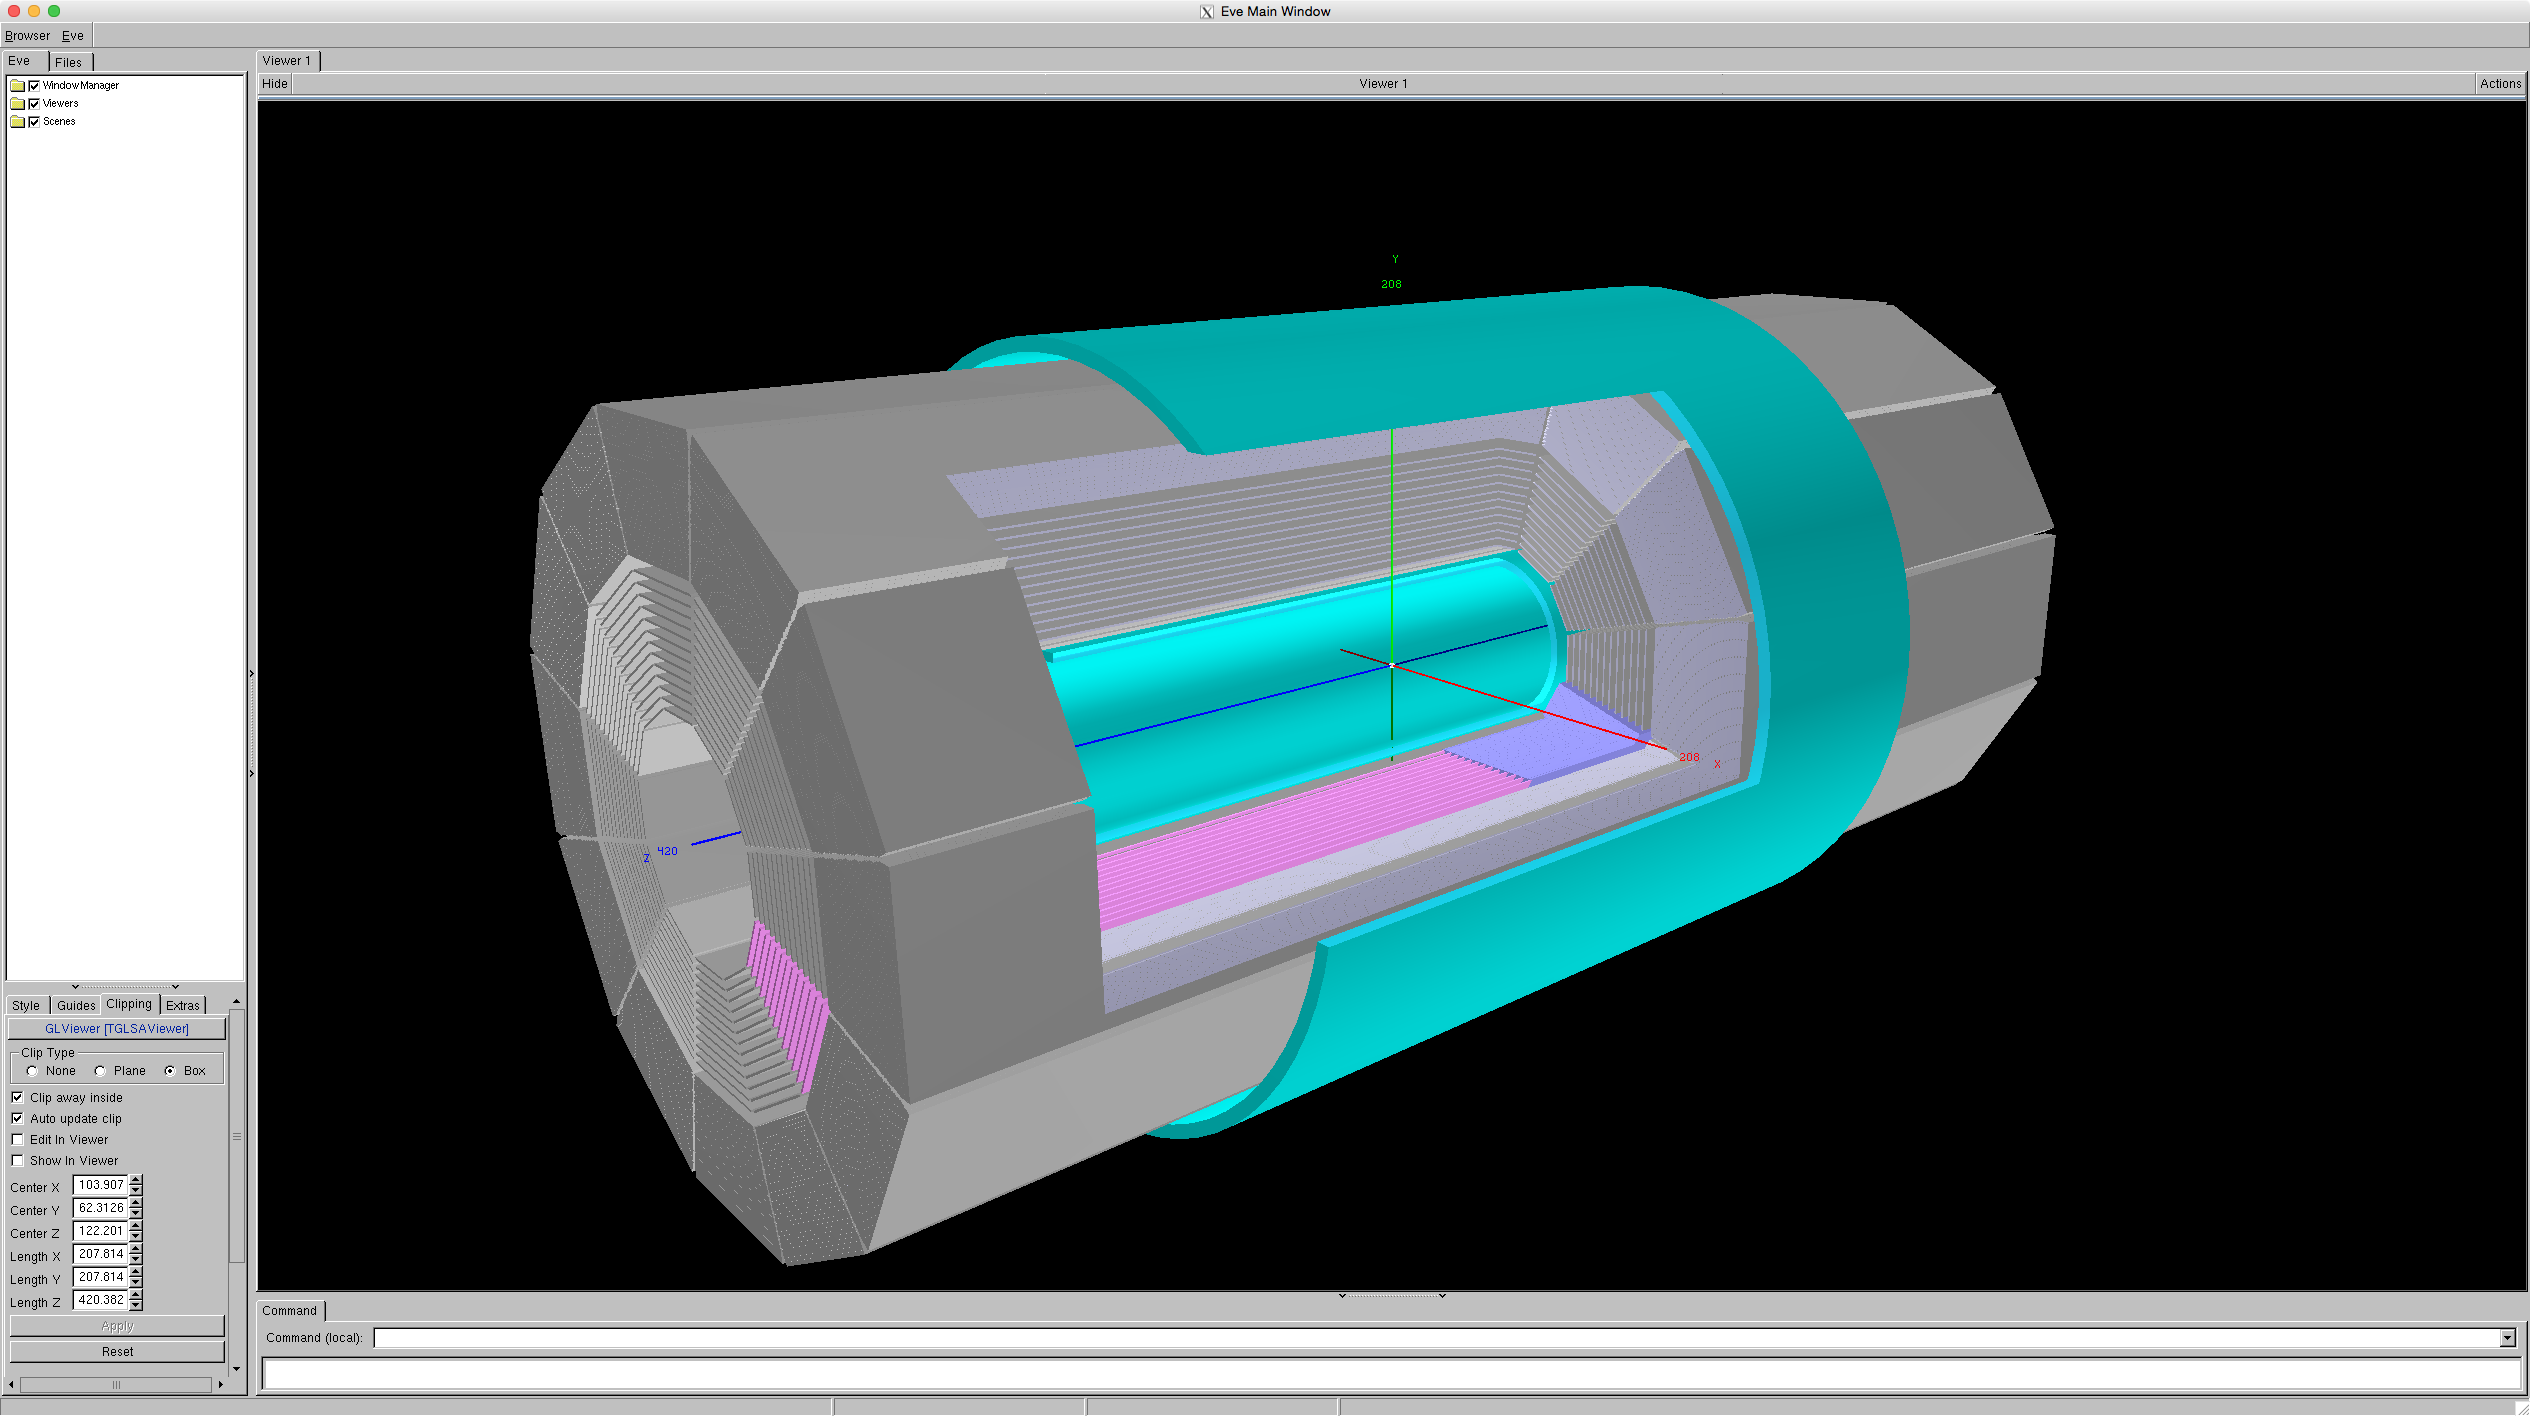 Eve Main Window
Browser Eve
Eve Files
WindowManager
Viewers
Scenes
Viewer 1
Hide Viewer 1 Actions
Y
208
208 X
Z 420
Style Guides Clipping Extras
GLViewer [TGLSAViewer]
Clip Type
None Plane Box
Clip away inside
Auto update clip
Edit In Viewer
Show In Viewer
Center X 103.907
Center Y 62.3126
Center Z 122.201
Length X 207.814
Length Y 207.814
Length Z 420.382
Apply
Reset
Command
Command (local):